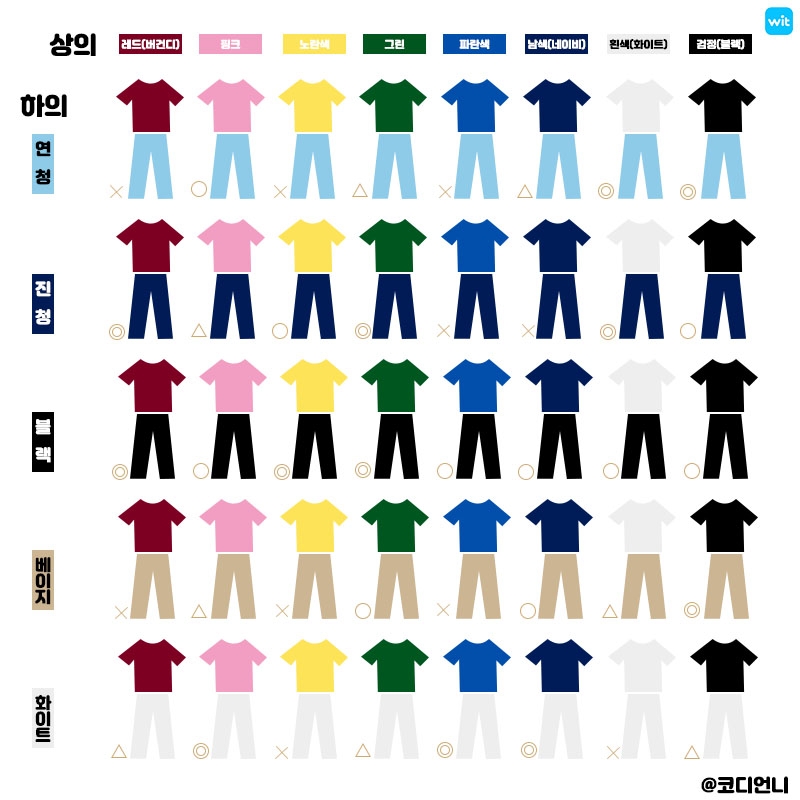 wit
상의
레드(버건디) 핑크 노란색 그린 파란색 남색(네이비) 흰색(화이트) 검정(블랙)
하의
연청
진청
블랙
베이지
화이트
@코디언니